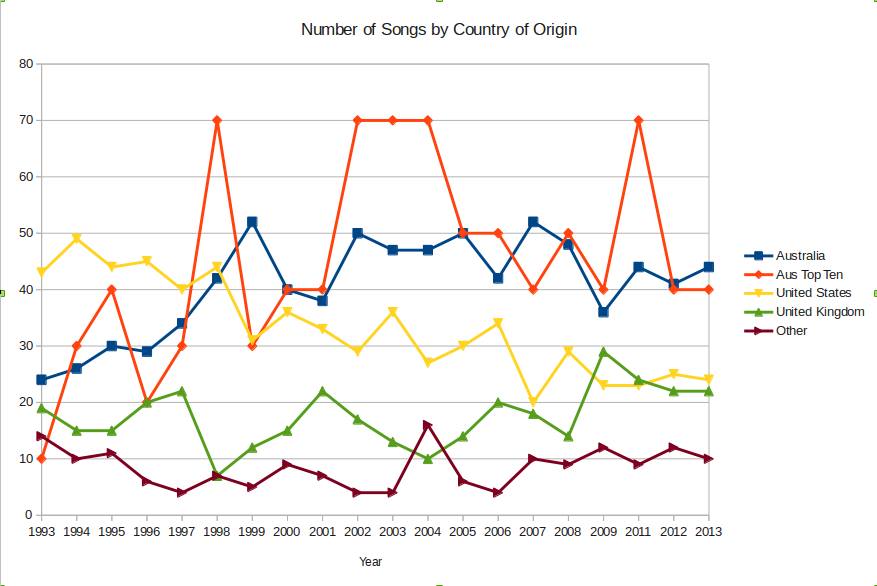 Number of Songs by Country of Origin
80
70
60
50
40
30
20
10
0
1993 1994 1995 1996 1997 1998 1999 2000 2001 2002 2003 2004 2005 2006 2007 2008 2009 2011 2012 2013
Year
Australia
Aus Top Ten
United States
United Kingdom
Other